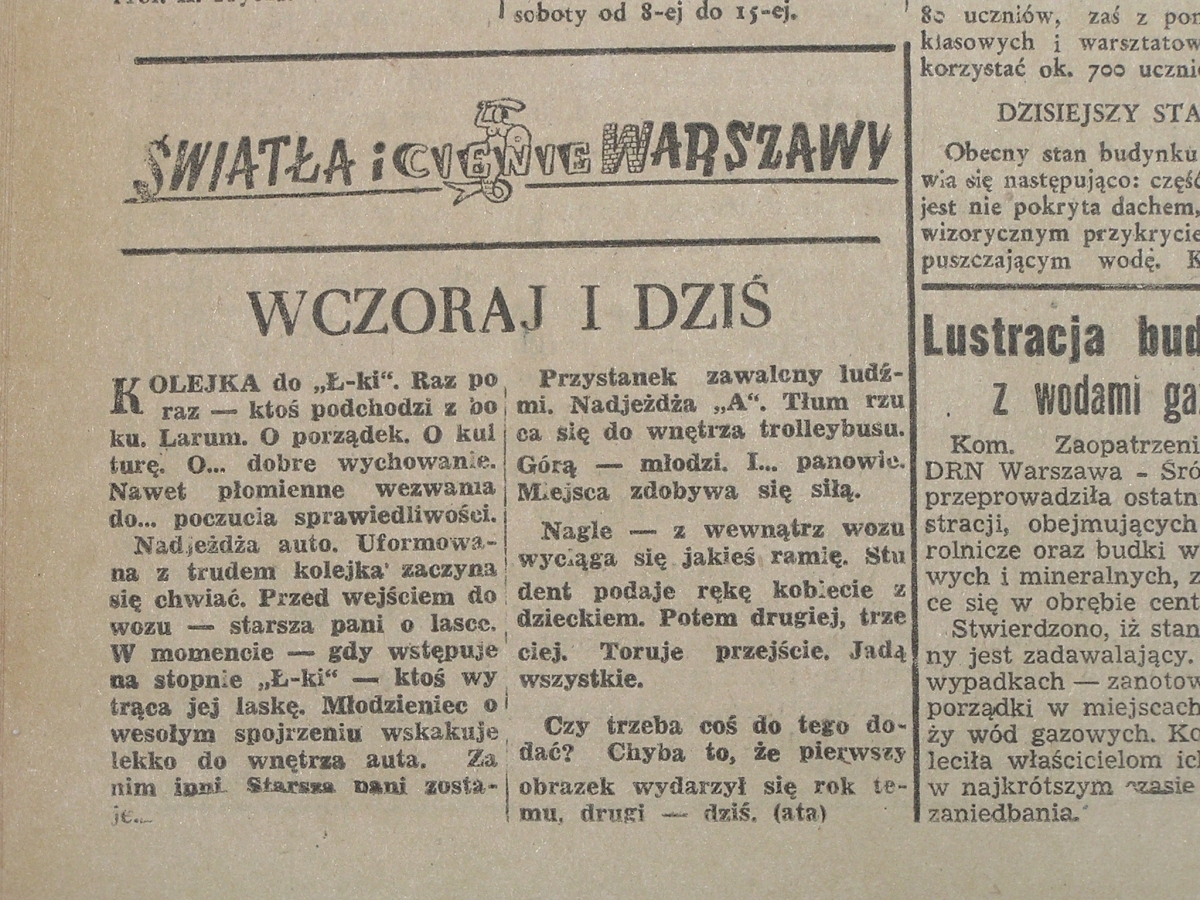 soboty od 8-ej do 15-ej.
ŚWIATŁA i CIENIE WARSZAWY
WCZORAJ I DZIŚ
KOLEJKA do „Ł-ki“. Raz po
raz — ktoś podchodzi z bo
ku. Larum. O porządek. O kul
turę. O... dobre wychowanie.
Nawet płomienne wezwania
do... poczucia sprawiedliwości.
Nadjeżdża auto. Uformowa-
na z trudem kolejka zaczyna
się chwiać. Przed wejściem do
wozu — starsza pani o lasce.
W momencie — gdy wstępuje
na stopnie „Ł-ki“ — ktoś wy
trąca jej laskę. Młodzieniec o
wesołym spojrzeniu wskakuje
lekko do wnętrza auta. Za
nim inni Starsza pani zosta-
je...
Przystanek zawalony ludź-
mi. Nadjeżdża „A“. Tłum rzu
ca się do wnętrza trolleybusu.
Górą — młodzi. I... panowie.
Miejsca zdobywa się siłą.
Nagle — z wewnątrz wozu
wyciąga się jakieś ramię. Stu
dent podaje rękę kobiecie z
dzieckiem. Potem drugiej, trze
ciej. Toruje przejście. Jadą
wszystkie.
Czy trzeba coś do tego do-
dać? Chyba to, że pierwszy
obrazek wydarzył się rok te-
mu, drugi — dziś. (ata)
80 uczniów, zaś z pom
klasowych i warsztatow
korzystać ok. 700 uczni
DZISIEJSZY STA
Obecny stan budynku
wia się następująco: część
jest nie pokryta dachem,
wizorycznym przykrycie
puszczającym wodę. K
Lustracja bud
z wodami ga
Kom. Zaopatrzeni
DRN Warszawa - Śró
przeprowadziła ostatn
stracji, obejmujących
rolnicze oraz budki w
wych i mineralnych, z
ce się w obrębie cent
Stwierdzono, iż stan
ny jest zadawalający.
wypadkach — zanotow
porządki w miejscach
ży wód gazowych. Ko
leciła właścicielom ich
w najkrótszym czasie
zaniedbania.